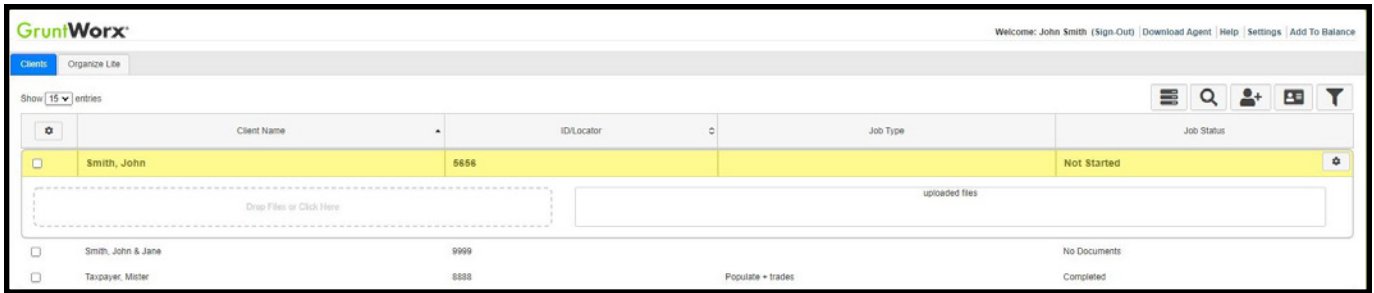 GruntWorx
Welcome: John Smith (Sign-Out) Download Agent Help Settings Add To Balance
Clients Organize Lite
Show 15 entries
Client Name ID/Locator Job Type Job Status
Smith, John 5656 Not Started
Drop Files or Click Here uploaded files
Smith, John & Jane 9999 No Documents
Taxpayer, Mister 8888 Populate + trades Completed